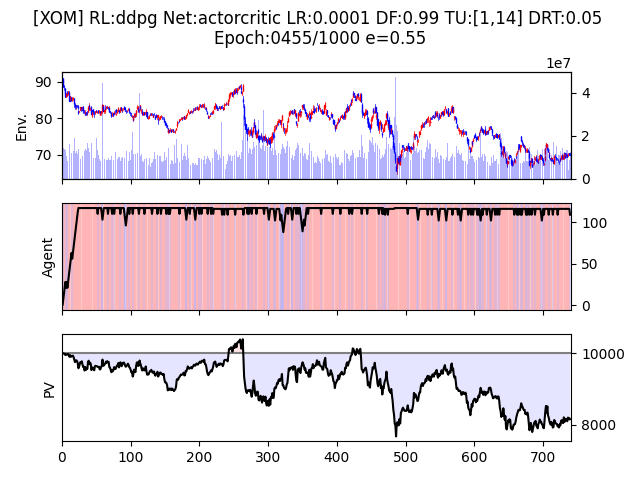 [XOM] RL:ddpg Net:actorcritic LR:0.0001 DF:0.99 TU:[1,14] DRT:0.05
Epoch:0455/1000 e=0.55
1e7
90
80
70
Env.
4
2
0
Agent
100
50
0
PV
10000
8000
0 100 200 300 400 500 600 700